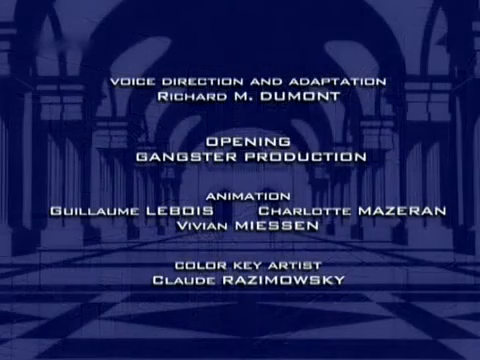 VOICE DIRECTION AND ADAPTATION
RICHARD M. DUMONT
OPENING
GANGSTER PRODUCTION
ANIMATION
GUILLAUME LEBOIS CHARLOTTE MAZERAN
VIVIAN MIESSEN
COLOR KEY ARTIST
CLAUDE RAZIMOWSKY